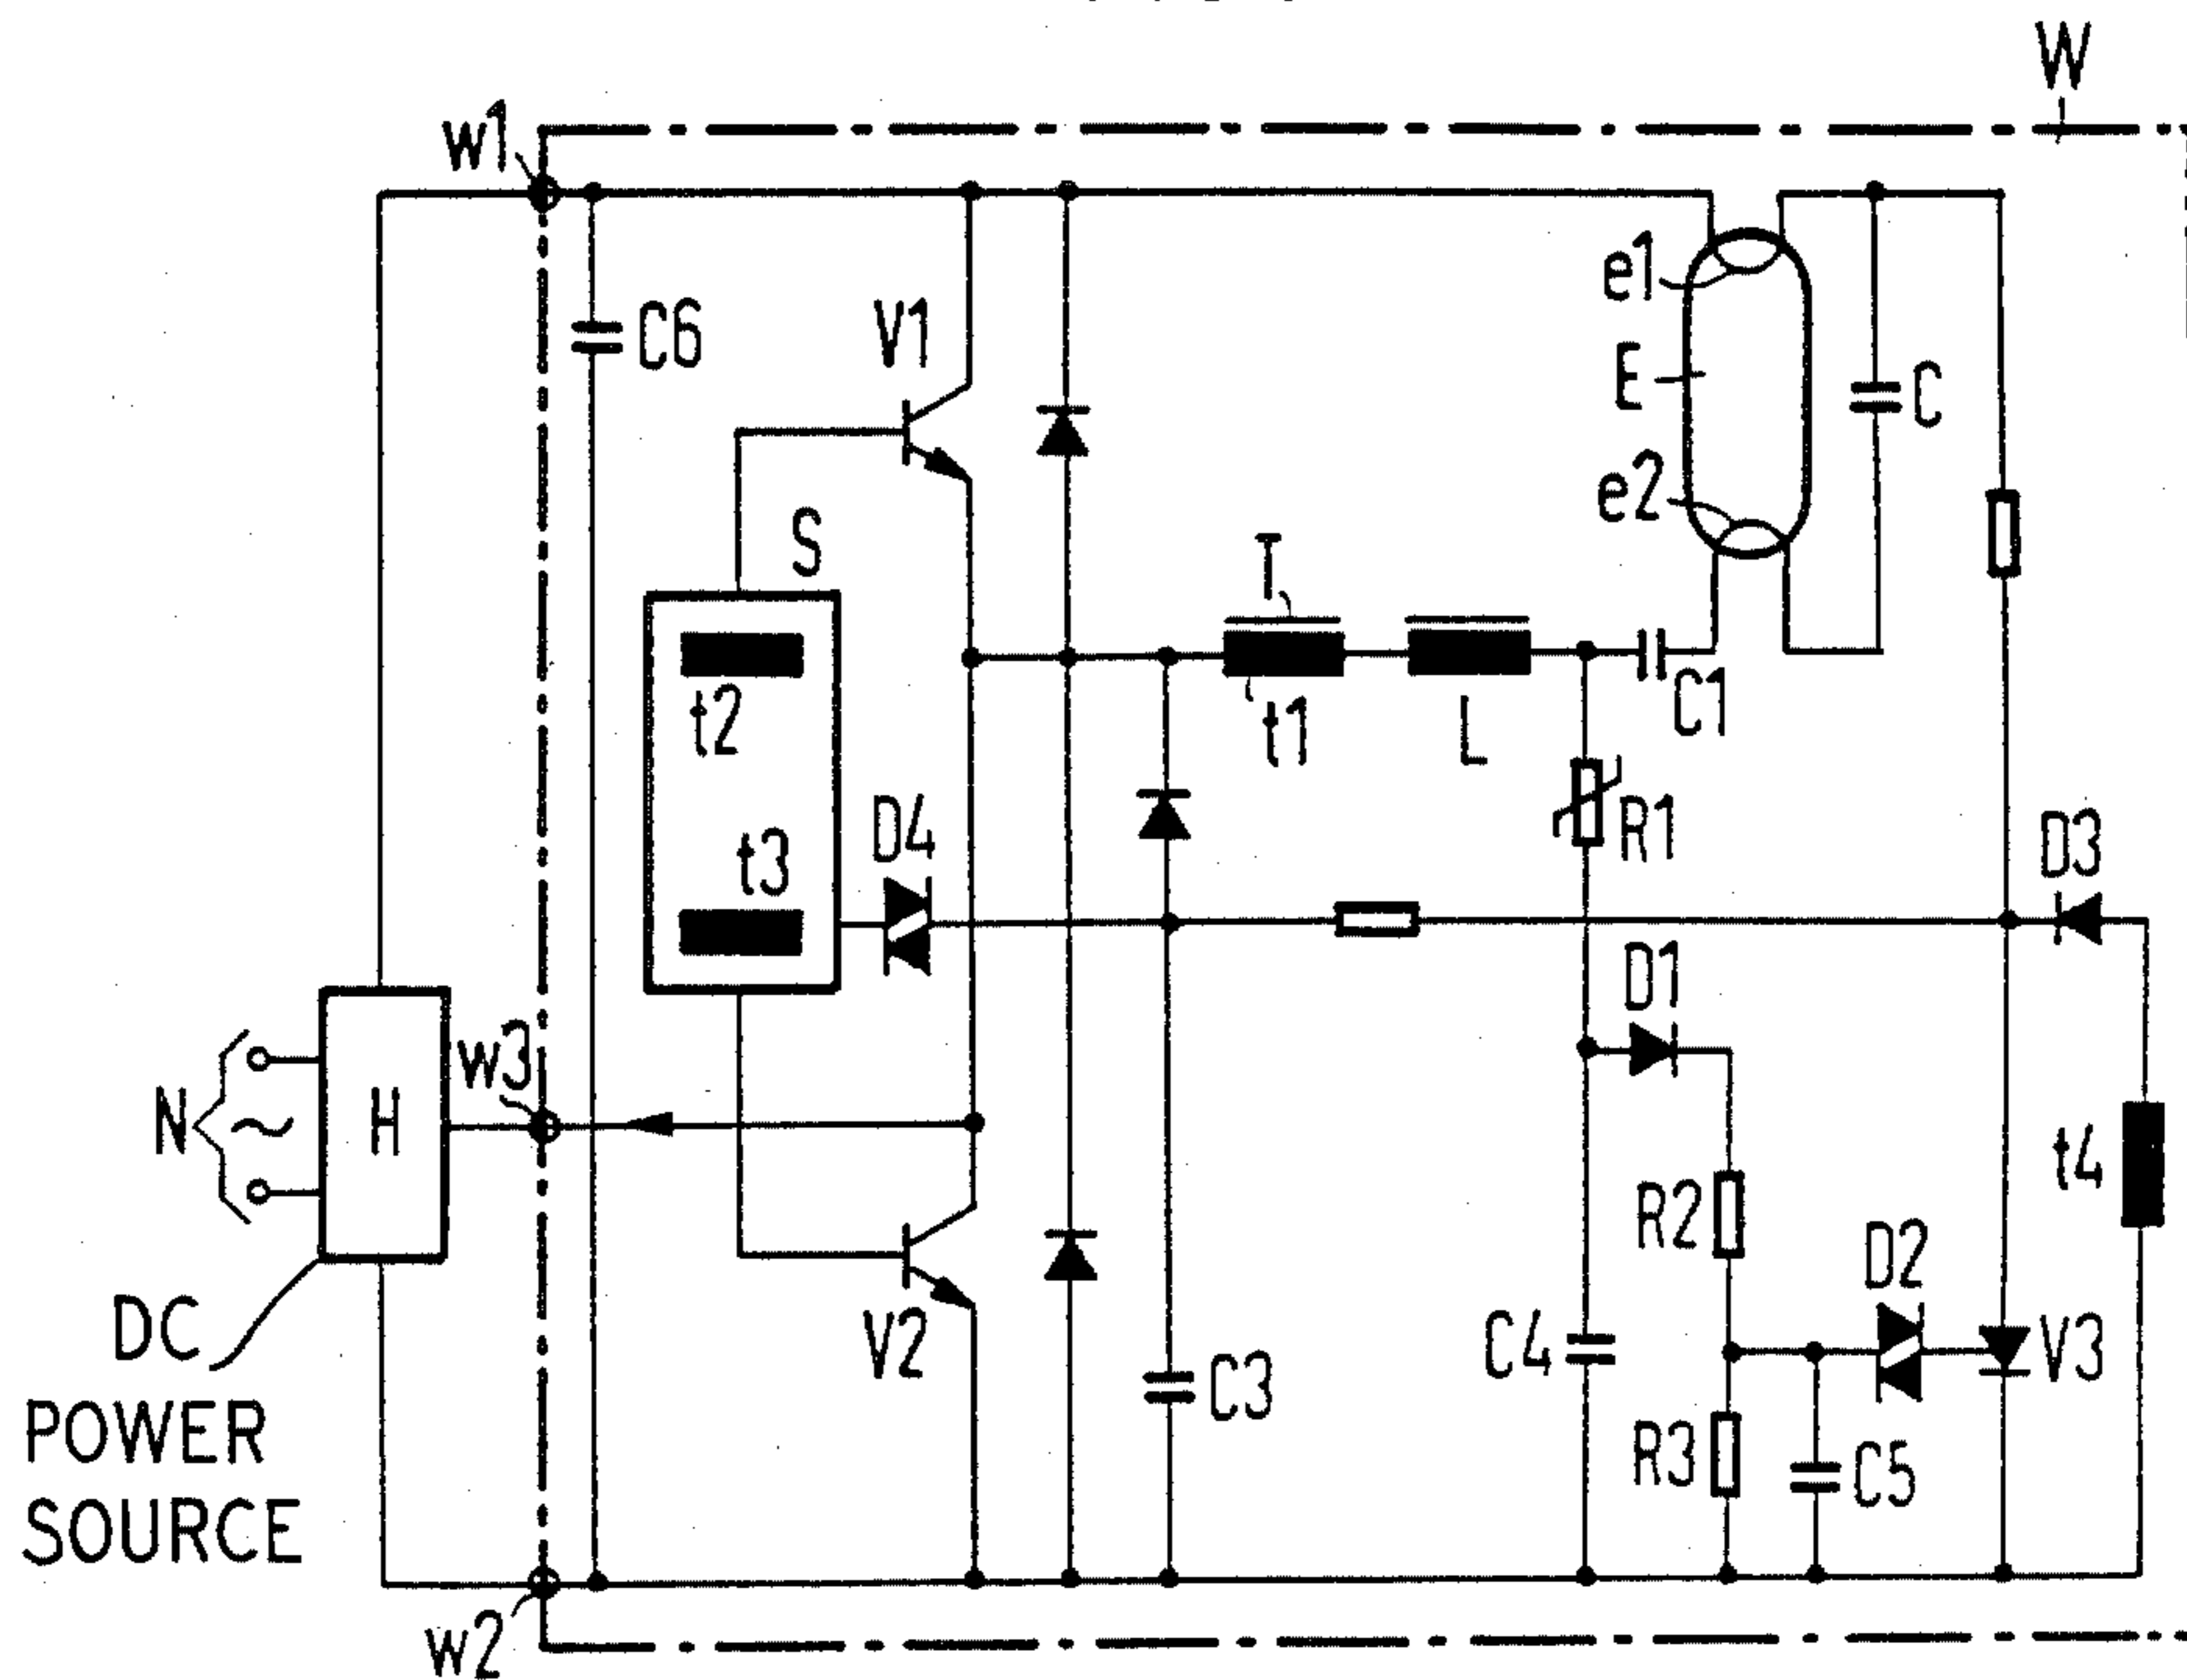 W
w1
e1
C6
V1
E
C
e2
S
T
t2
C1
t1
L
D4
R1
t3
D3
D1
w3
N
~
H
t4
R2
D2
DC
POWER
SOURCE
V2
C3
C4
V3
R3
C5
w2